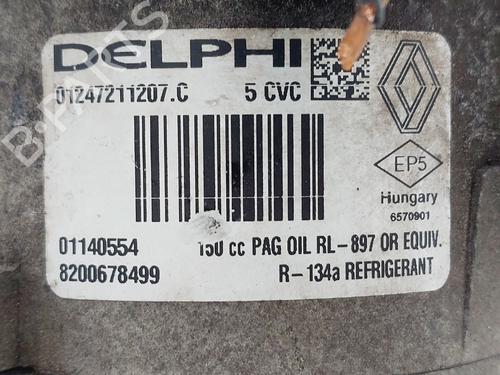 DELPHI
01247211207.C 5 CVC
EP5
Hungary
6570901
01140554 150 cc PAG OIL RL-897 OR EQUIV.
8200678499 R-134a REFRIGERANT
B-PARTS